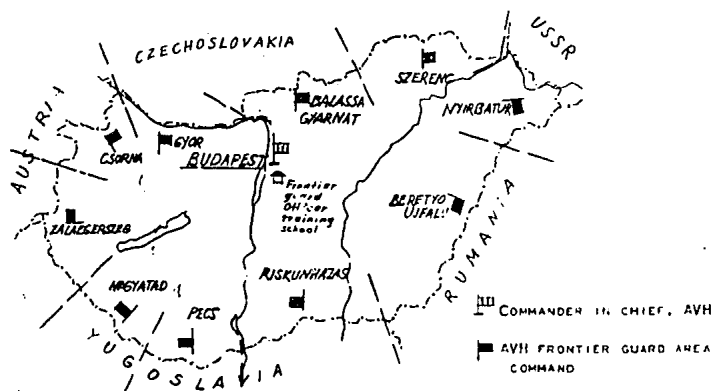 CZECHOSLOVAKIA
USSR
SZERENC
BALASSA
GYARNAT
NYIRBATOR
AUSTRIA
CSORNA
GYOR
BUDAPEST
Frontier
guard
Officer
training
school
BERETYO
UJFALU
ZALAEGERSZEG
RUMANIA
NAGYATAD
PECS
KISKUNHAZAS
YUGOSLAVIA
COMMANDER IN CHIEF, AVH
AVH FRONTIER GUARD AREA
COMMAND